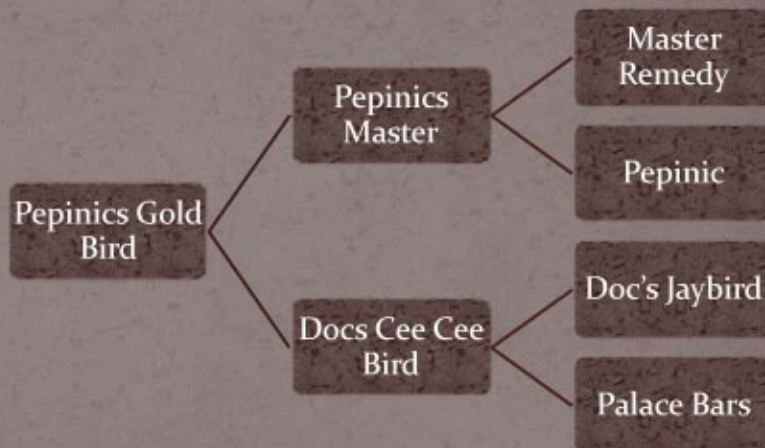 Pepinics Gold
Bird
Pepinics
Master
Docs Cee Cee
Bird
Master
Remedy
Pepinic
Doc's Jaybird
Palace Bars